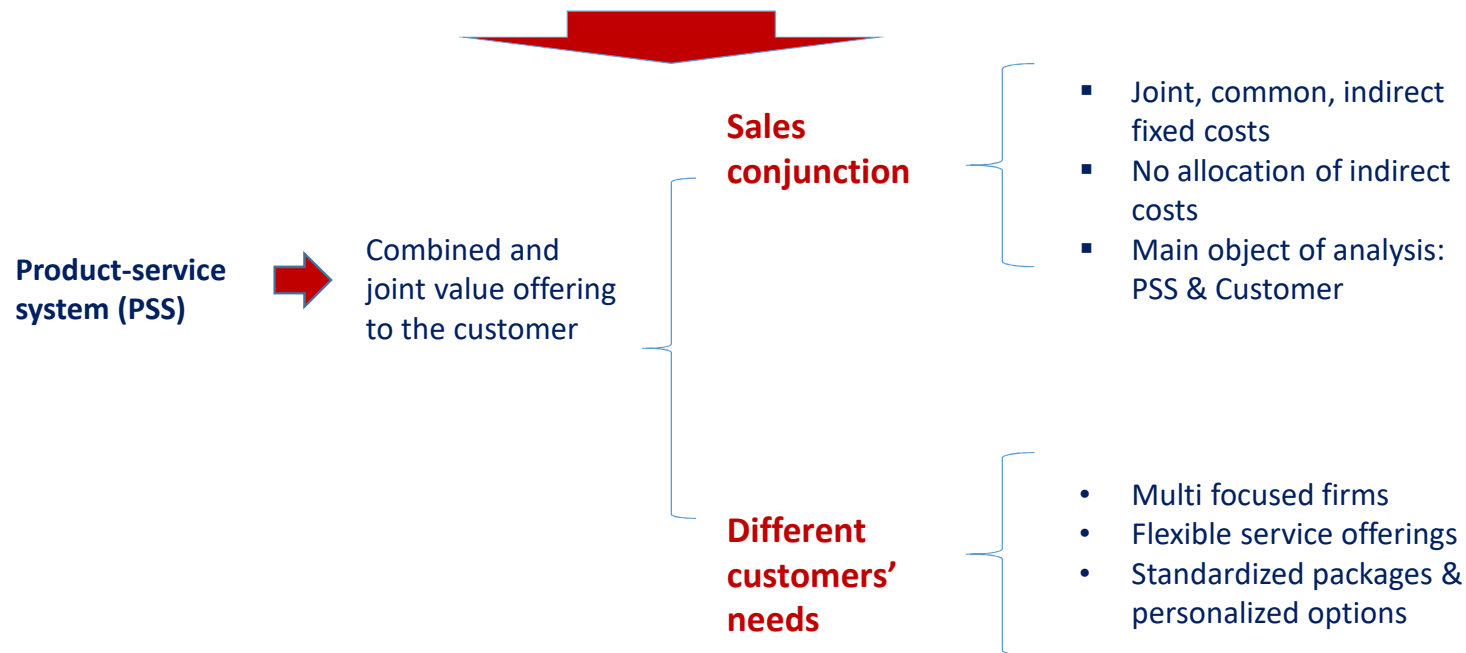 Product-service
system (PSS)
Combined and
joint value offering
to the customer
Sales
conjunction
▪ Joint, common, indirect
fixed costs
▪ No allocation of indirect
costs
▪ Main object of analysis:
PSS & Customer
Different
customers’
needs
• Multi focused firms
• Flexible service offerings
• Standardized packages &
personalized options